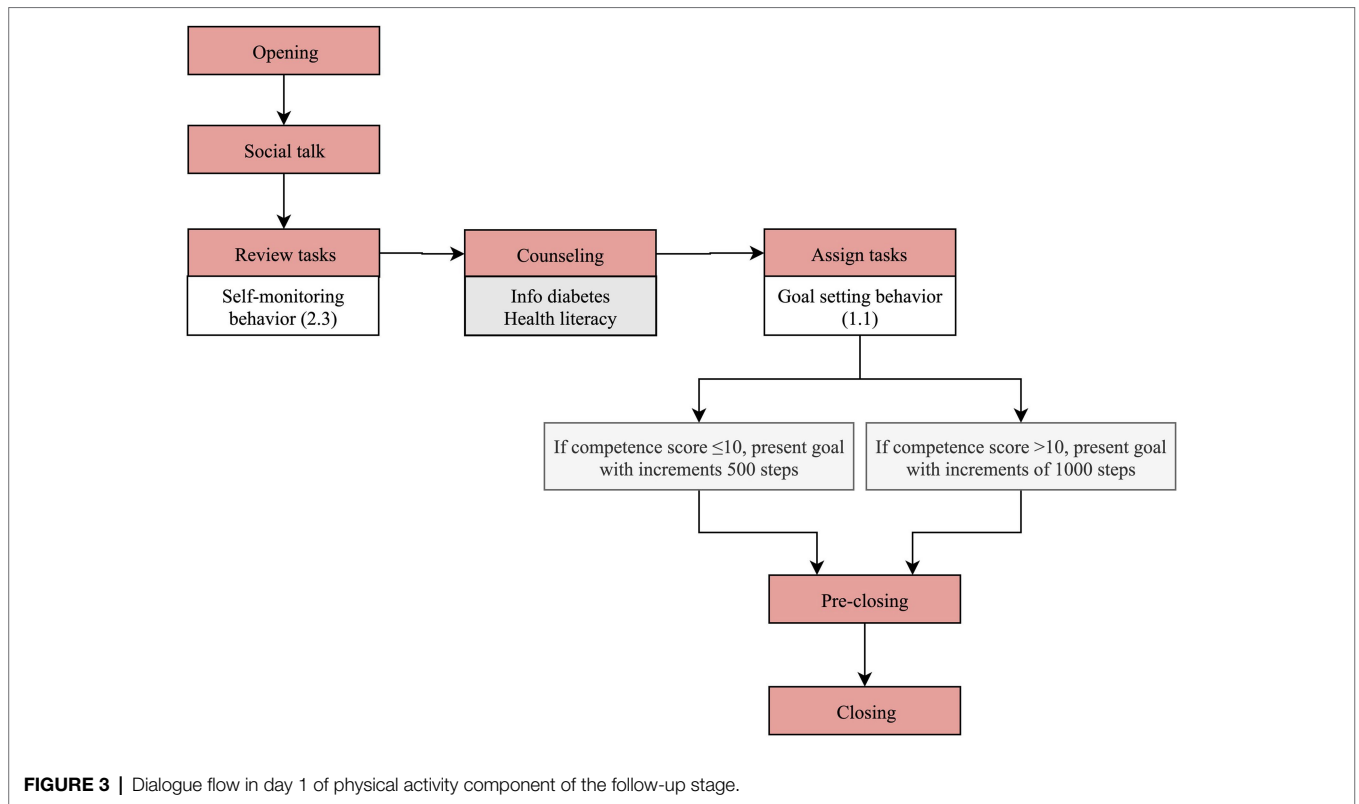 Opening
Social talk
Review tasks
Self-monitoring
behavior (2.3)
Counseling
Info diabetes
Health literacy
Assign tasks
Goal setting behavior
(1.1)
If competence score ≤10, present goal
with increments 500 steps
If competence score >10, present goal
with increments of 1000 steps
Pre-closing
Closing
FIGURE 3 | Dialogue flow in day 1 of physical activity component of the follow-up stage.